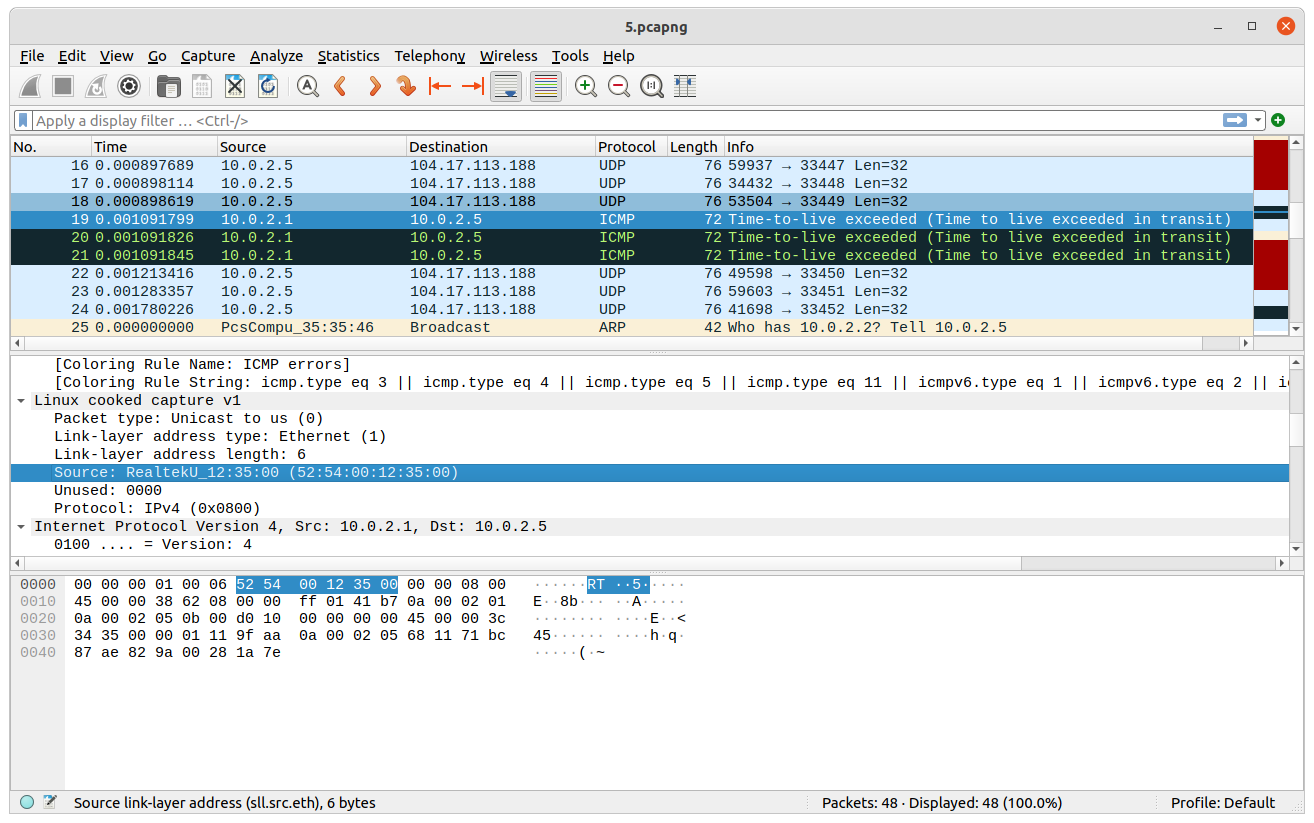 5.pcapng
File Edit View Go Capture Analyze Statistics Telephony Wireless Tools Help
Apply a display filter … <Ctrl-/>
No. Time Source Destination Protocol Length Info
16 0.000897689 10.0.2.5 104.17.113.188 UDP 76 59937 → 33447 Len=32
17 0.000898114 10.0.2.5 104.17.113.188 UDP 76 34432 → 33448 Len=32
18 0.000898619 10.0.2.5 104.17.113.188 UDP 76 53504 → 33449 Len=32
19 0.001091799 10.0.2.1 10.0.2.5 ICMP 72 Time-to-live exceeded (Time to live exceeded in transit)
20 0.001091826 10.0.2.1 10.0.2.5 ICMP 72 Time-to-live exceeded (Time to live exceeded in transit)
21 0.001091845 10.0.2.1 10.0.2.5 ICMP 72 Time-to-live exceeded (Time to live exceeded in transit)
22 0.001213416 10.0.2.5 104.17.113.188 UDP 76 49598 → 33450 Len=32
23 0.001283357 10.0.2.5 104.17.113.188 UDP 76 59603 → 33451 Len=32
24 0.001780226 10.0.2.5 104.17.113.188 UDP 76 41698 → 33452 Len=32
25 0.000000000 PcsCompu_35:35:46 Broadcast ARP 42 Who has 10.0.2.2? Tell 10.0.2.5
[Coloring Rule Name: ICMP errors]
[Coloring Rule String: icmp.type eq 3 || icmp.type eq 4 || icmp.type eq 5 || icmp.type eq 11 || icmpv6.type eq 1 || icmpv6.type eq 2 ||
Linux cooked capture v1
Packet type: Unicast to us (0)
Link-layer address type: Ethernet (1)
Link-layer address length: 6
Source: RealtekU_12:35:00 (52:54:00:12:35:00)
Unused: 0000
Protocol: IPv4 (0x0800)
Internet Protocol Version 4, Src: 10.0.2.1, Dst: 10.0.2.5
0100 .... = Version: 4
0000 00 00 00 01 00 06 52 54 00 12 35 00 00 00 08 00 ······RT ··5·····
0010 45 00 00 38 62 08 00 00 ff 01 41 b7 0a 00 02 01 E··8b··· ··A·····
0020 0a 00 02 05 0b 00 d0 10 00 00 00 00 45 00 00 3c ········ ····E··<
0030 34 35 00 00 01 11 9f aa 0a 00 02 05 68 11 71 bc 45······ ····h·q·
0040 87 ae 82 9a 00 28 1a 7e ·····(·~
Source link-layer address (sll.src.eth), 6 bytes Packets: 48 · Displayed: 48 (100.0%) Profile: Default